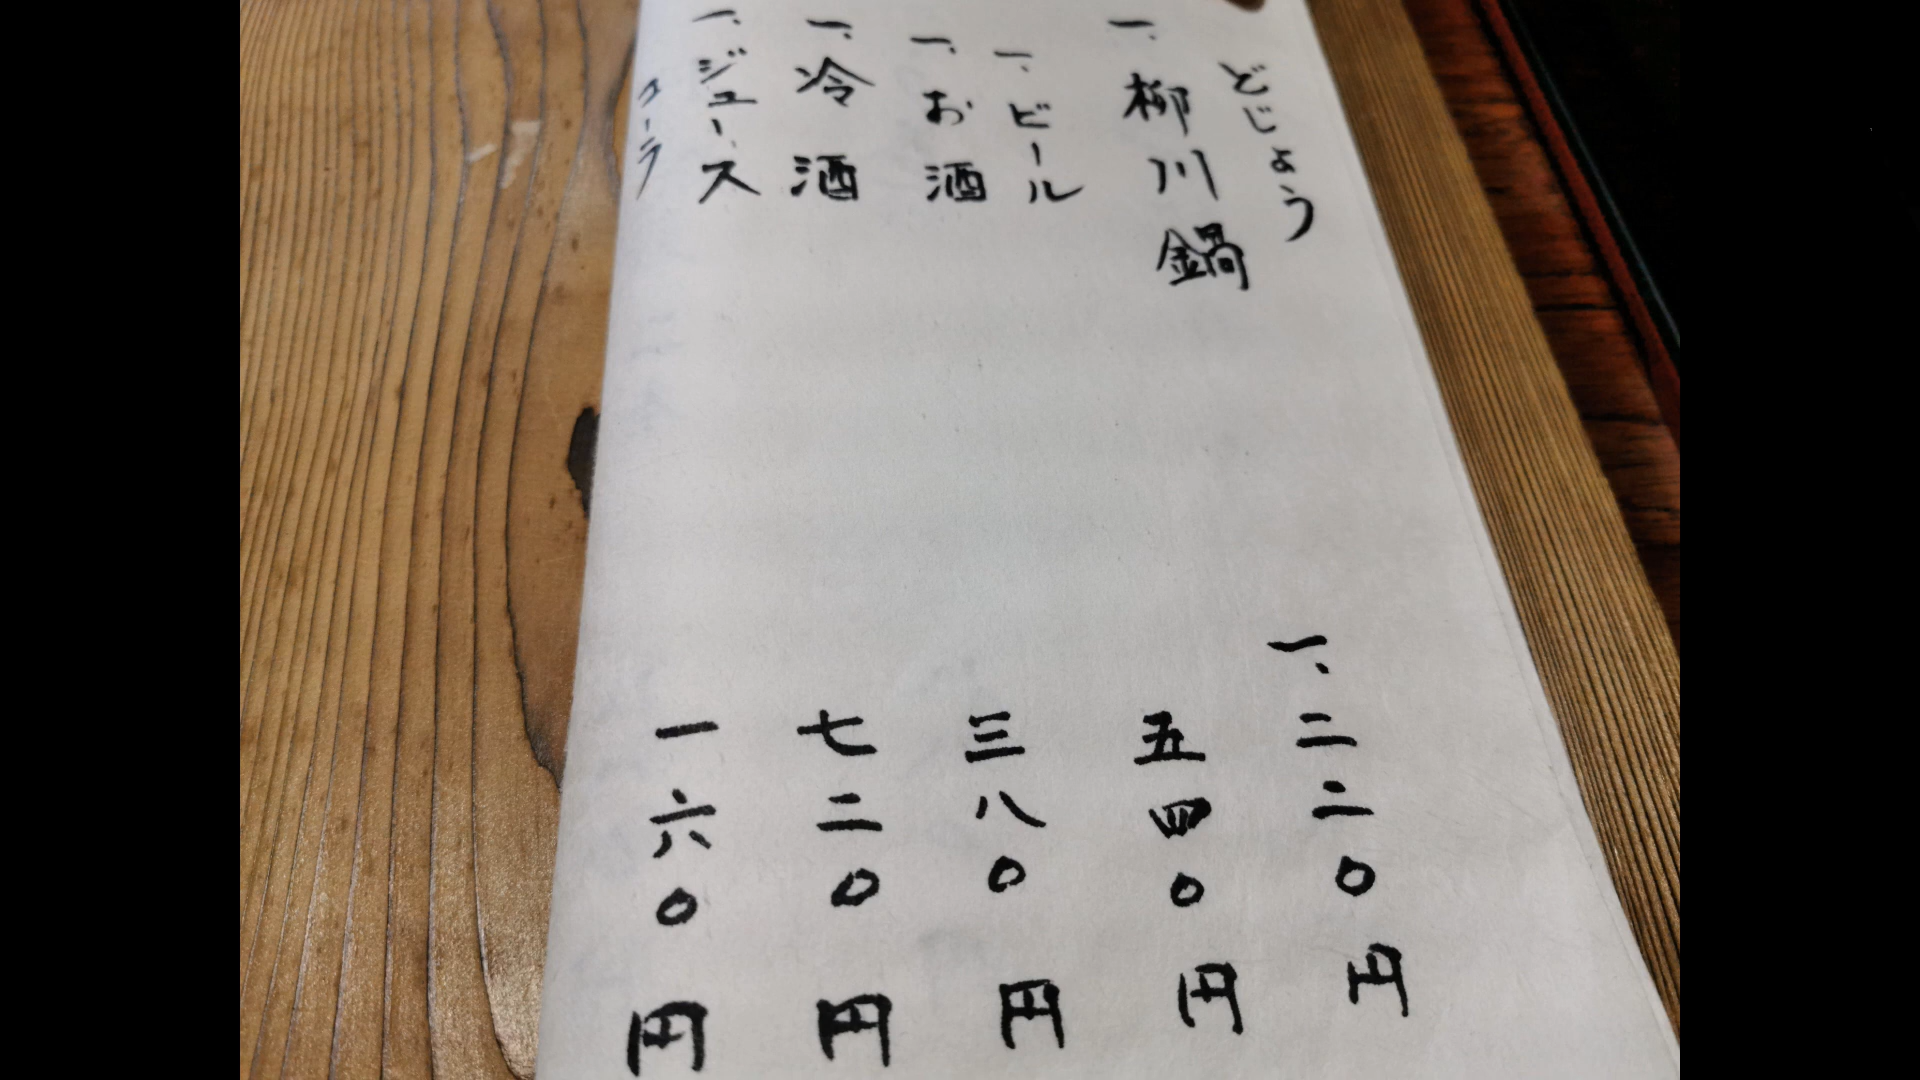 どじょう
一、柳川鍋 一、二二〇円
一、ビール 五四〇円
一、お酒 三八〇円
一、冷酒 七二〇円
一、ジュース 一六〇円
コーラ